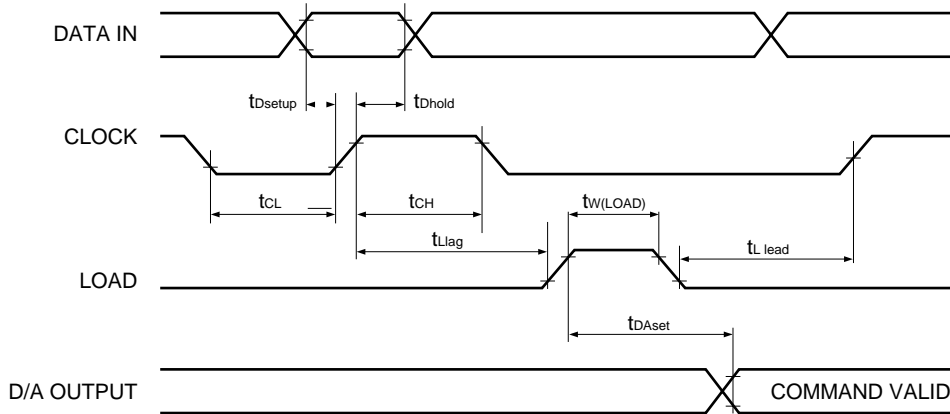 DATA IN
tDsetup
tDhold
CLOCK
tCL
tCH
tW(LOAD)
tLlag
tL lead
LOAD
tDAset
D/A OUTPUT
COMMAND VALID